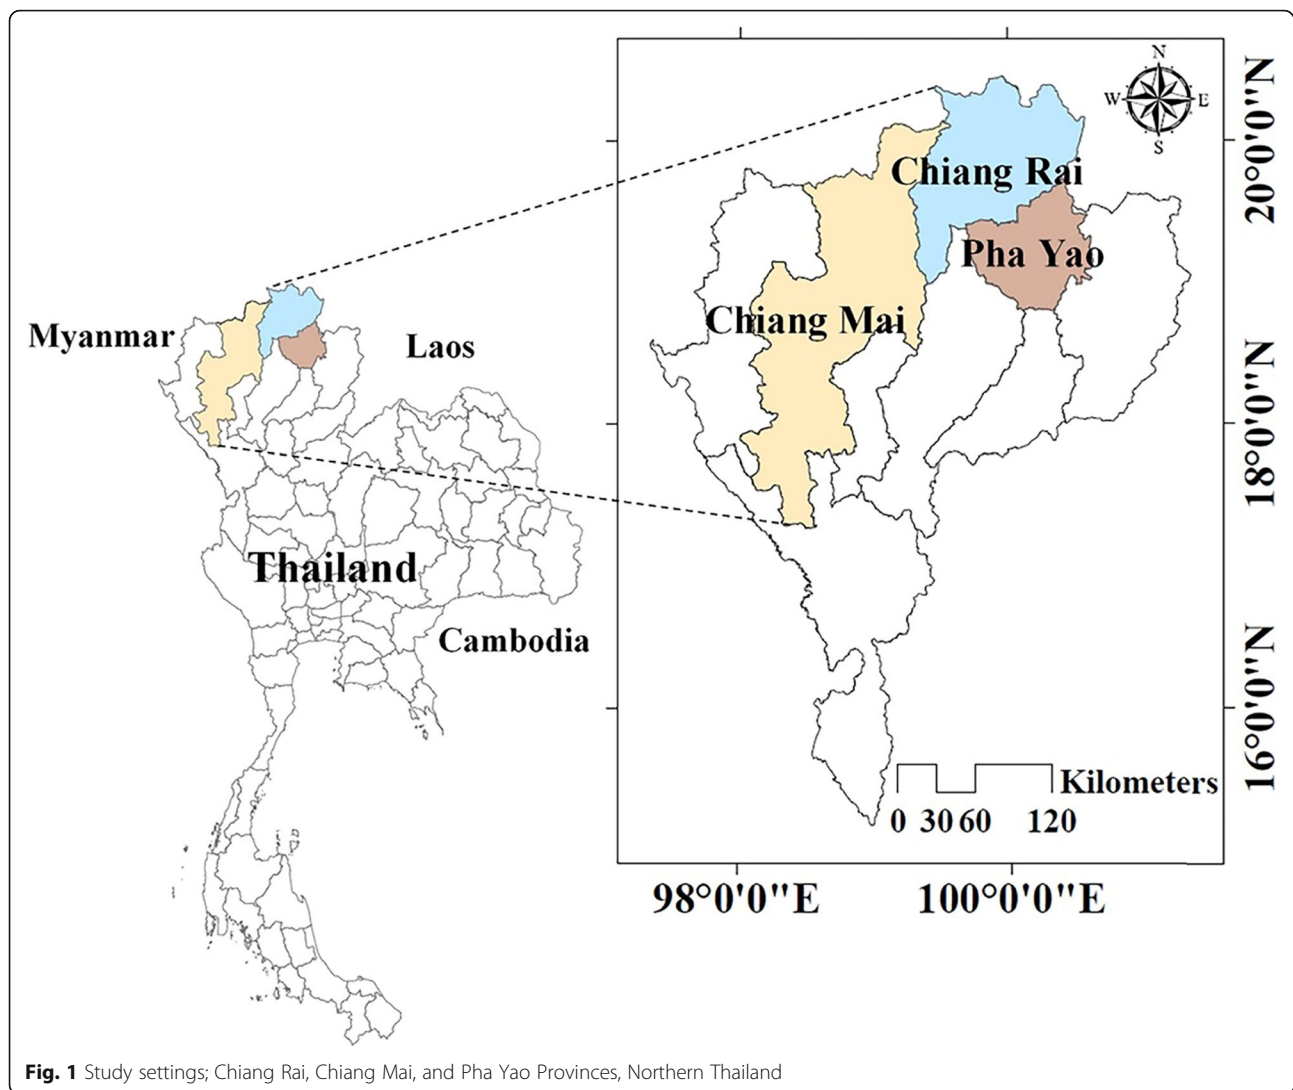 N
W E
S
Chiang Rai
Pha Yao
Chiang Mai
Myanmar
Laos
Thailand
Cambodia
20°0'0"N
18°0'0"N
16°0'0"N
Kilometers
0 30 60 120
98°0'0"E 100°0'0"E
Fig. 1 Study settings; Chiang Rai, Chiang Mai, and Pha Yao Provinces, Northern Thailand